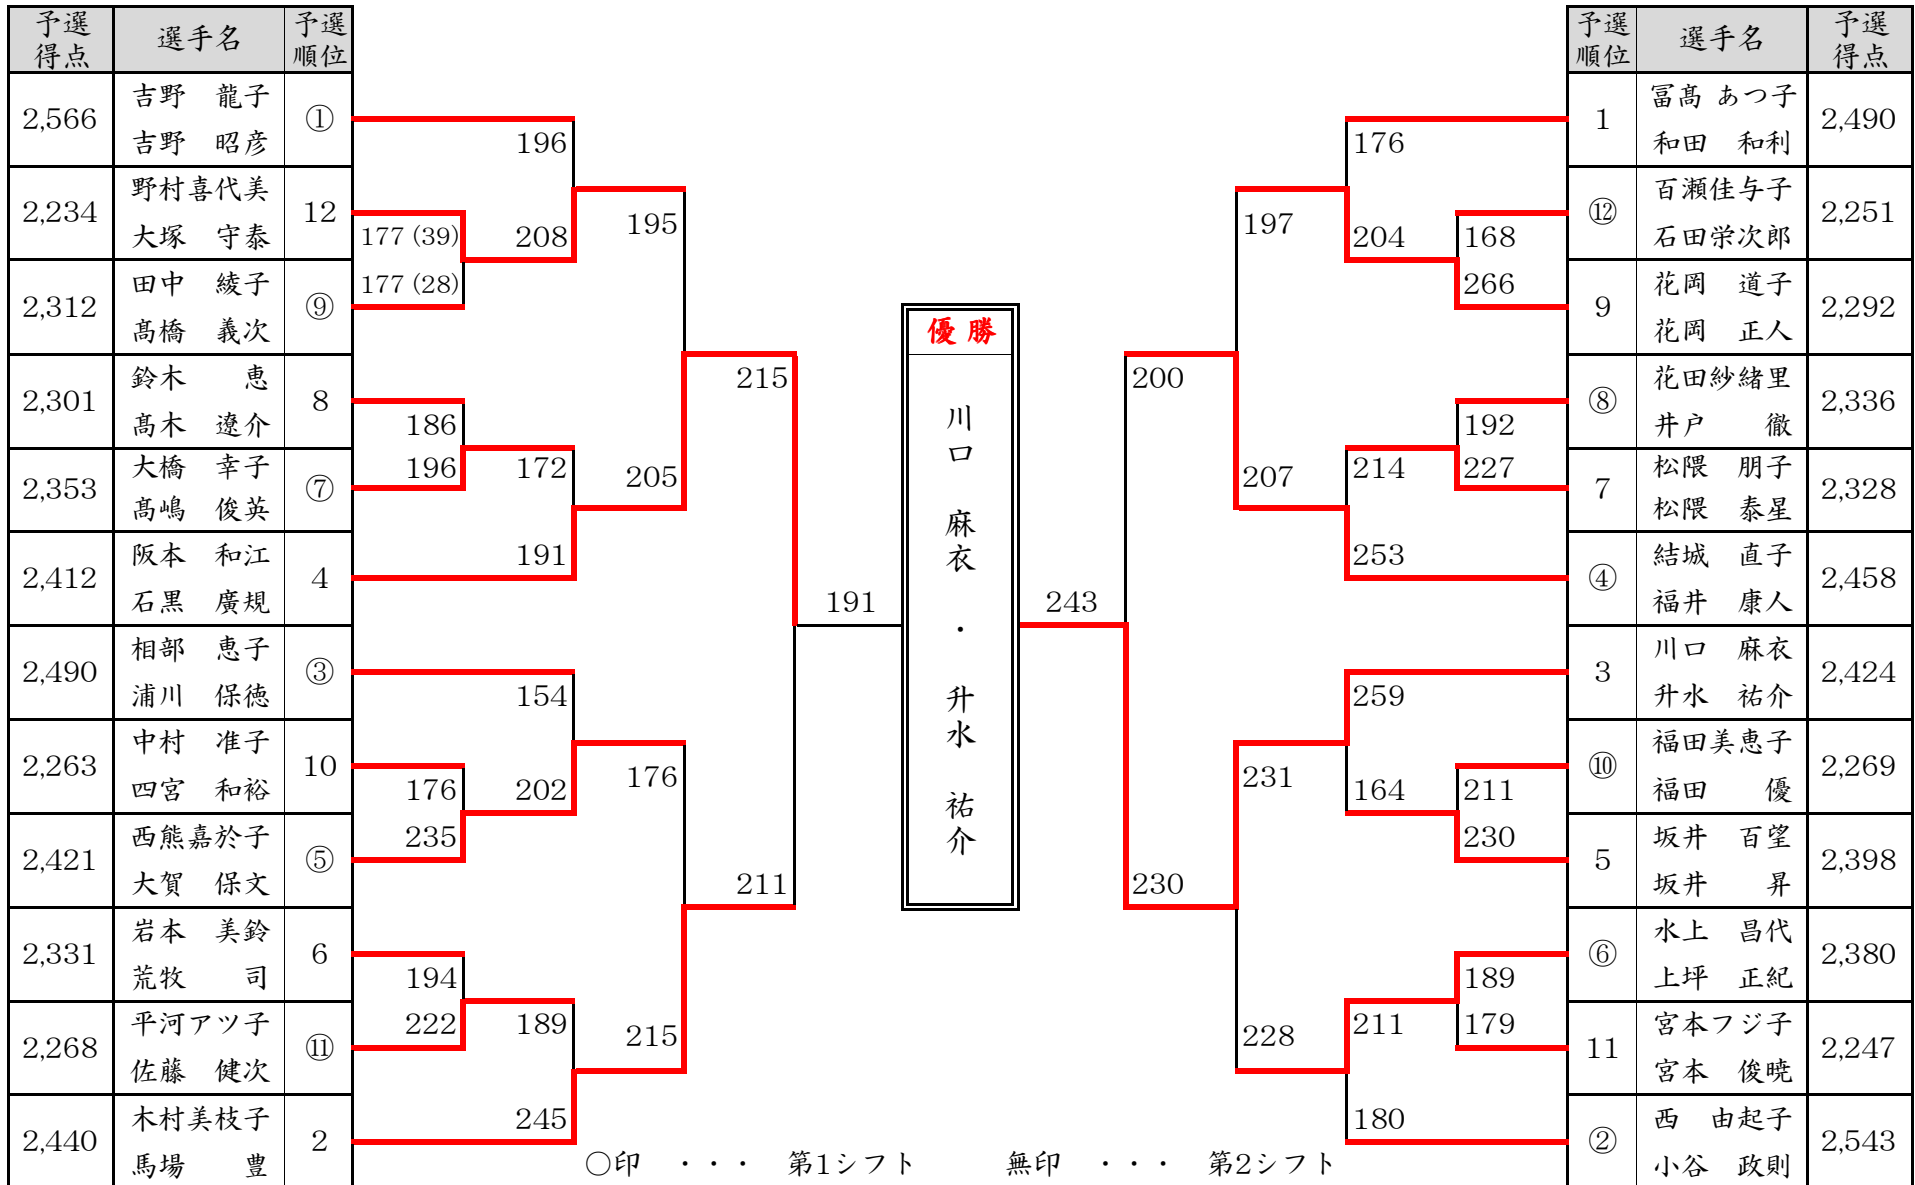 予選
得点
選手名
予選
順位
2,566
吉野 龍子
吉野 昭彦
①
2,234
野村喜代美
大塚 守泰
12
2,312
田中 綾子
髙橋 義次
⑨
2,301
鈴木 恵
髙木 遼介
8
2,353
大橋 幸子
髙嶋 俊英
⑦
2,412
阪本 和江
石黒 廣規
4
2,490
相部 恵子
浦川 保徳
③
2,263
中村 准子
四宮 和裕
10
2,421
西熊嘉於子
大賀 保文
⑤
2,331
岩本 美鈴
荒牧 司
6
2,268
平河アツ子
佐藤 健次
⑪
2,440
木村美枝子
馬場 豊
2
177 (39)
177 (28)
186
196
176
235
194
222
196
208
172
191
154
202
189
245
195
205
176
215
215
211
191
優勝
川口 麻衣 ・ 升水 祐介
243
200
230
197
207
231
228
176
204
214
253
259
164
211
180
168
266
192
227
211
230
189
179
予選
順位
選手名
予選
得点
1
冨髙 あつ子
和田 和利
2,490
⑫
百瀬佳与子
石田栄次郎
2,251
9
花岡 道子
花岡 正人
2,292
⑧
花田紗緒里
井戸 徹
2,336
7
松隈 朋子
松隈 泰星
2,328
④
結城 直子
福井 康人
2,458
3
川口 麻衣
升水 祐介
2,424
⑩
福田美恵子
福田 優
2,269
5
坂井 百望
坂井 昇
2,398
⑥
水上 昌代
上坪 正紀
2,380
11
宮本フジ子
宮本 俊暁
2,247
②
西 由起子
小谷 政則
2,543
○印 ・・・ 第1シフト 無印 ・・・ 第2シフト